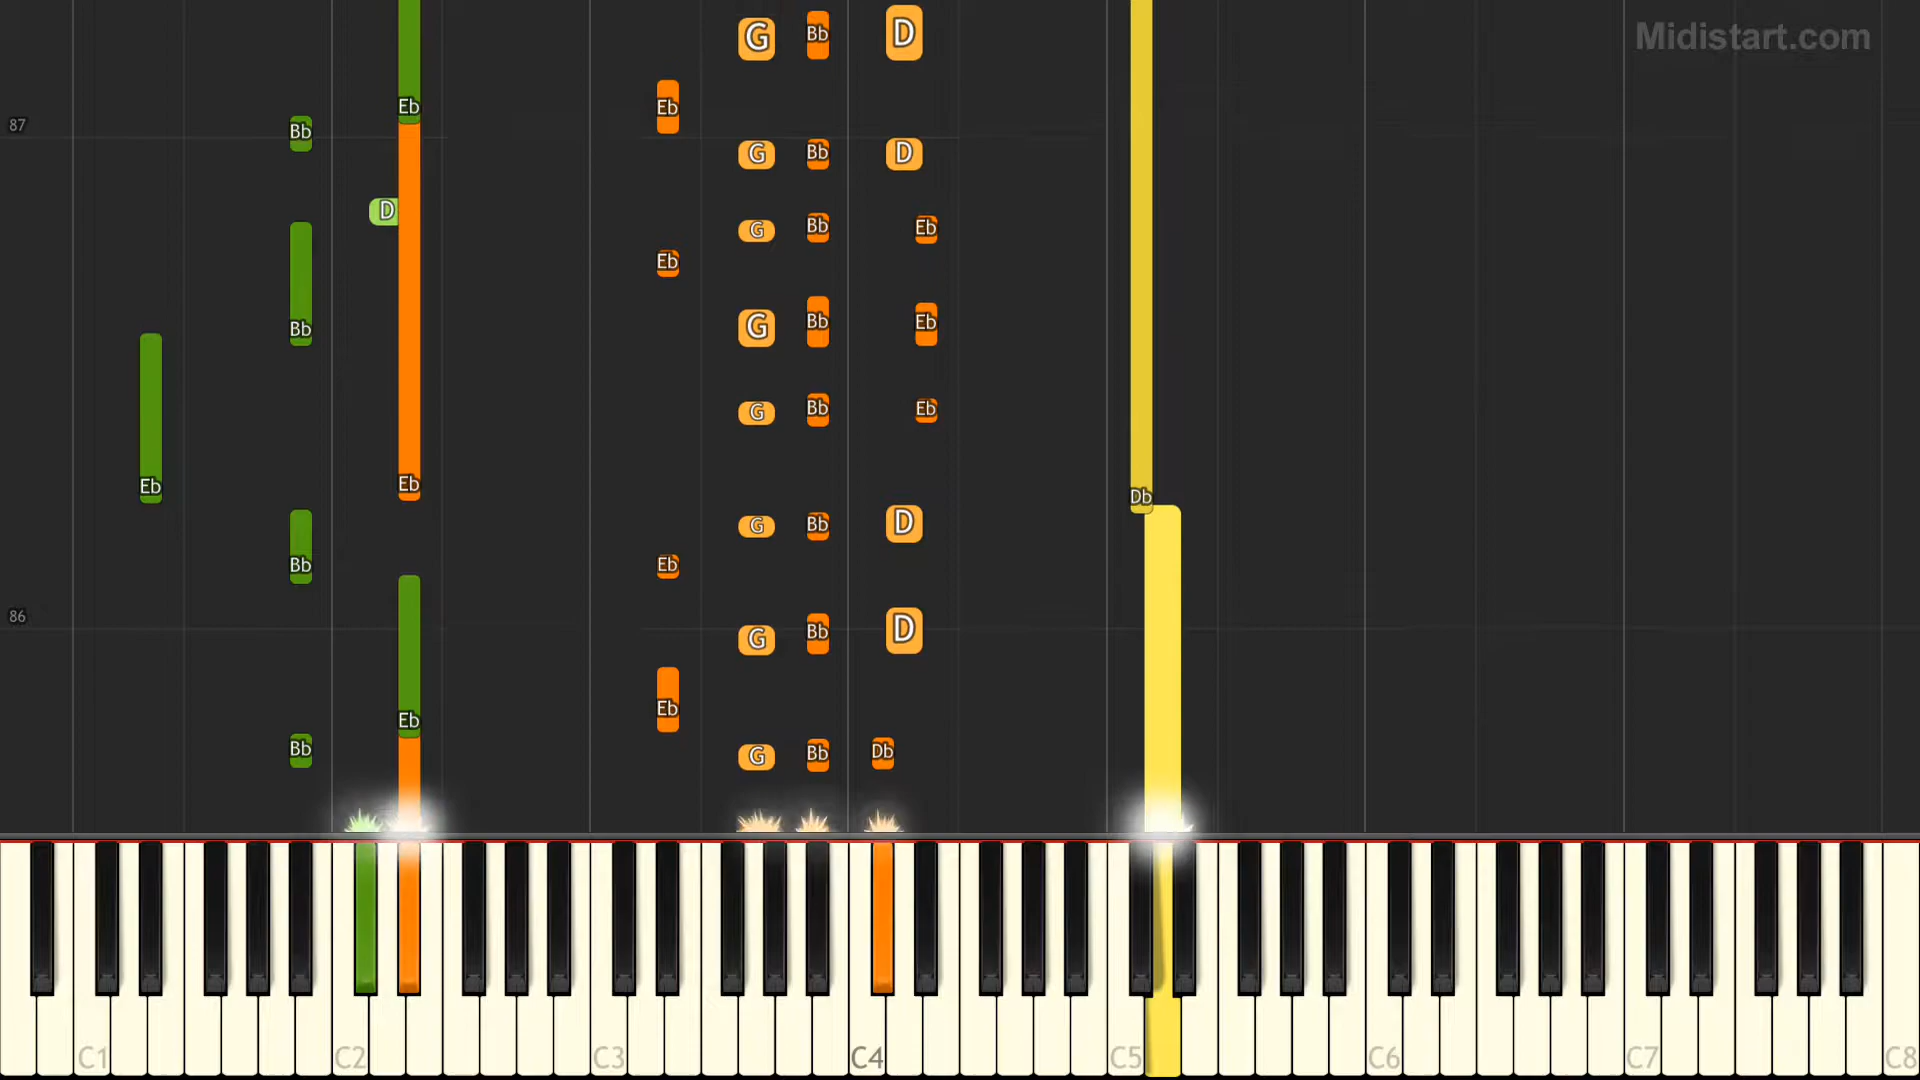 Midistart.com
G Bb D
Eb Eb
87 Bb
G Bb D
D
G Bb Eb
Eb
Bb G Bb Eb
G Bb Eb
Eb Eb Db
G Bb D
Bb Eb
86
G Bb D
Eb Eb
Bb G Bb Db
C1 C2 C3 C4 C5 C6 C7 C8